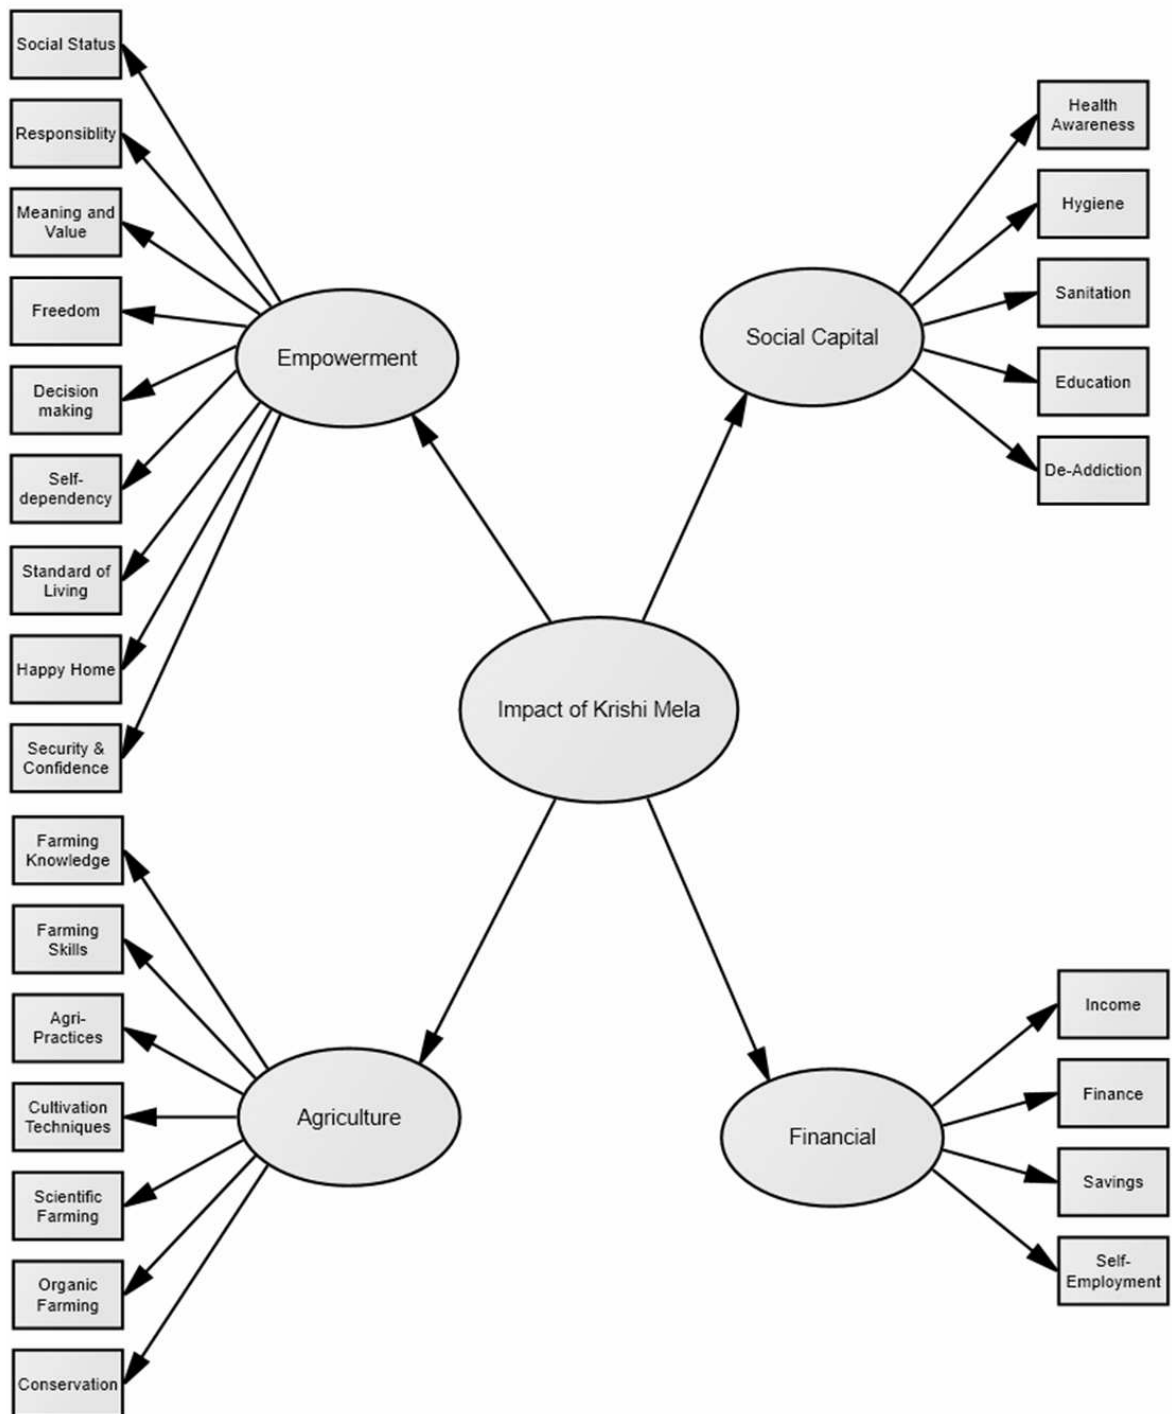 Social Status
Responsiblity
Meaning and
Value
Freedom
Decision
making
Self-
dependency
Standard of
Living
Happy Home
Security &
Confidence
Empowerment
Social Capital
Health
Awareness
Hygiene
Sanitation
Education
De-Addiction
Impact of Krishi Mela
Farming
Knowledge
Farming
Skills
Agri-
Practices
Cultivation
Techniques
Scientific
Farming
Organic
Farming
Conservation
Agriculture
Financial
Income
Finance
Savings
Self-
Employment